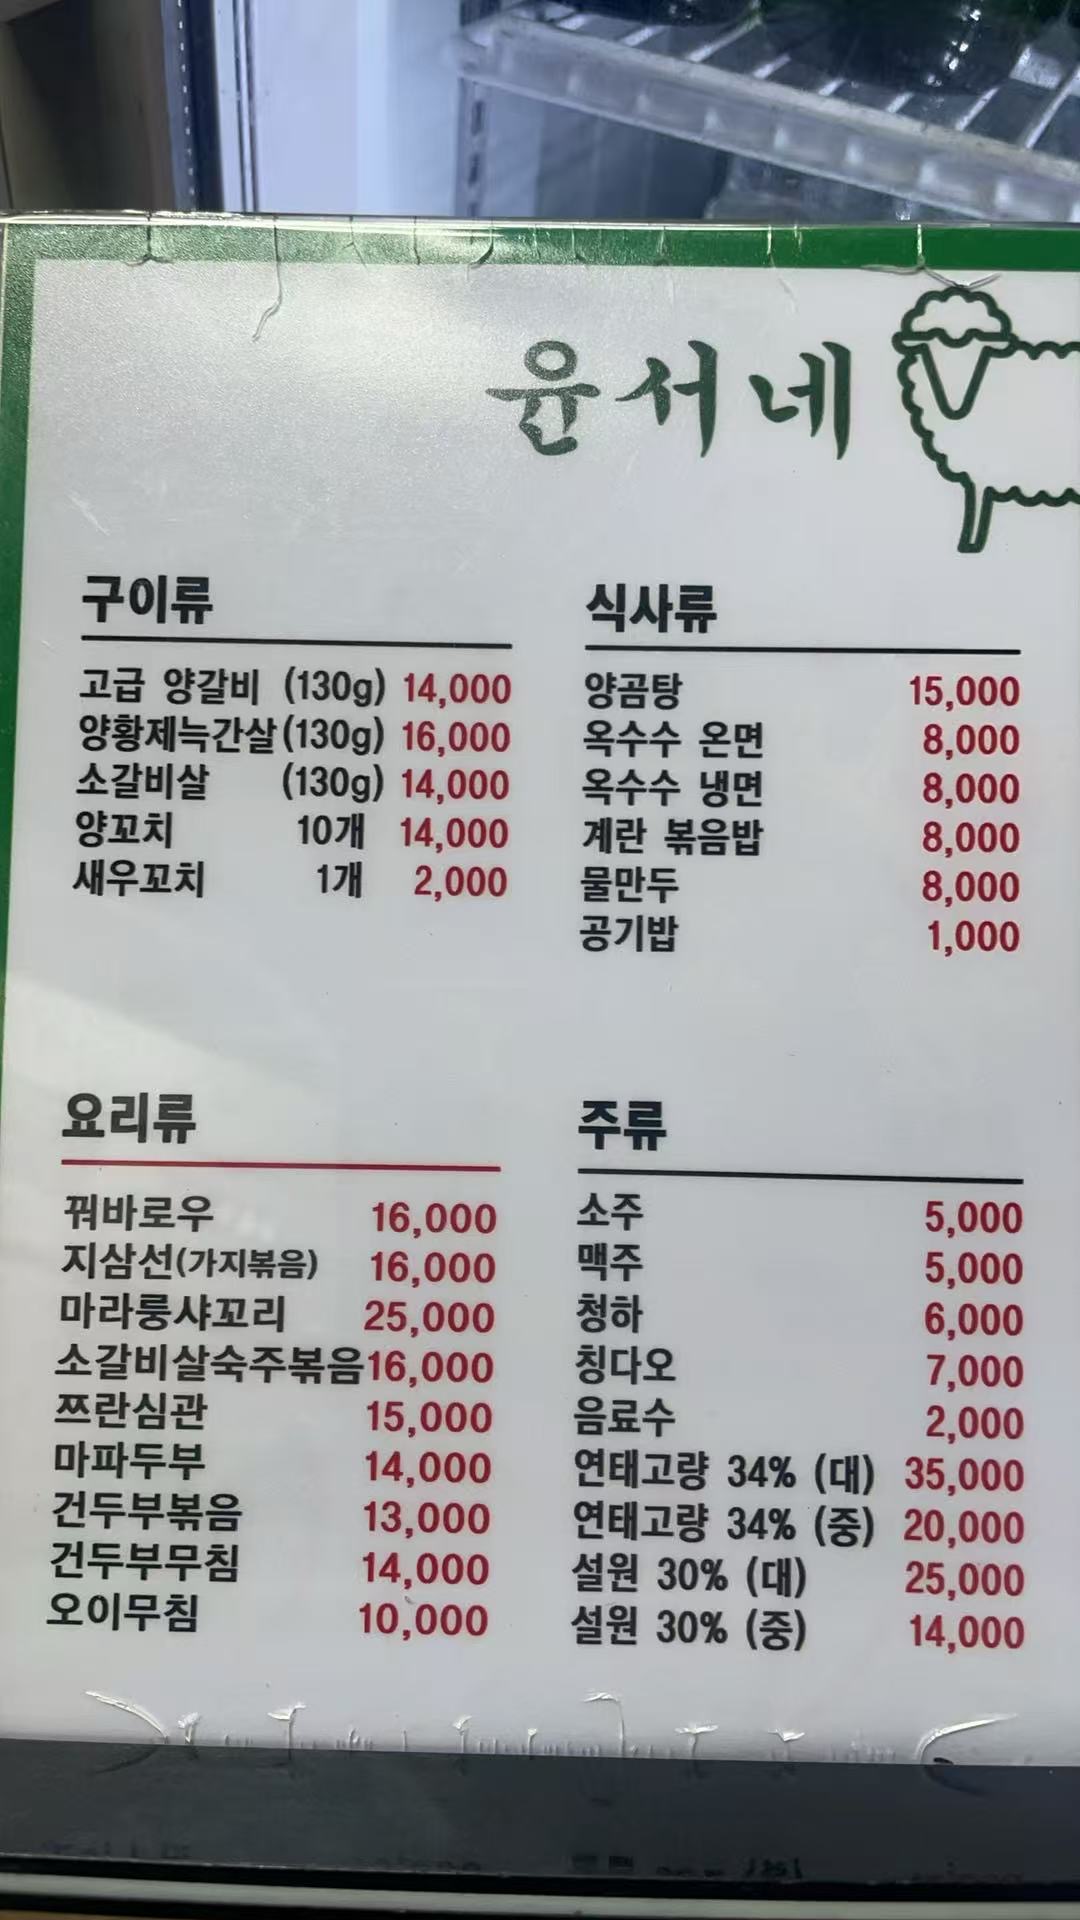 윤서네
구이류
고급 양갈비 (130g) 14,000
양황제늑간살(130g) 16,000
소갈비살 (130g) 14,000
양꼬치 10개 14,000
새우꼬치 1개 2,000
식사류
양곰탕 15,000
옥수수 온면 8,000
옥수수 냉면 8,000
계란 볶음밥 8,000
물만두 8,000
공기밥 1,000
요리류
꿔바로우 16,000
지삼선(가지볶음) 16,000
마라룽샤꼬리 25,000
소갈비살숙주볶음 16,000
쯔란심관 15,000
마파두부 14,000
건두부볶음 13,000
건두부무침 14,000
오이무침 10,000
주류
소주 5,000
맥주 5,000
청하 6,000
칭다오 7,000
음료수 2,000
연태고량 34% (대) 35,000
연태고량 34% (중) 20,000
설원 30% (대) 25,000
설원 30% (중) 14,000